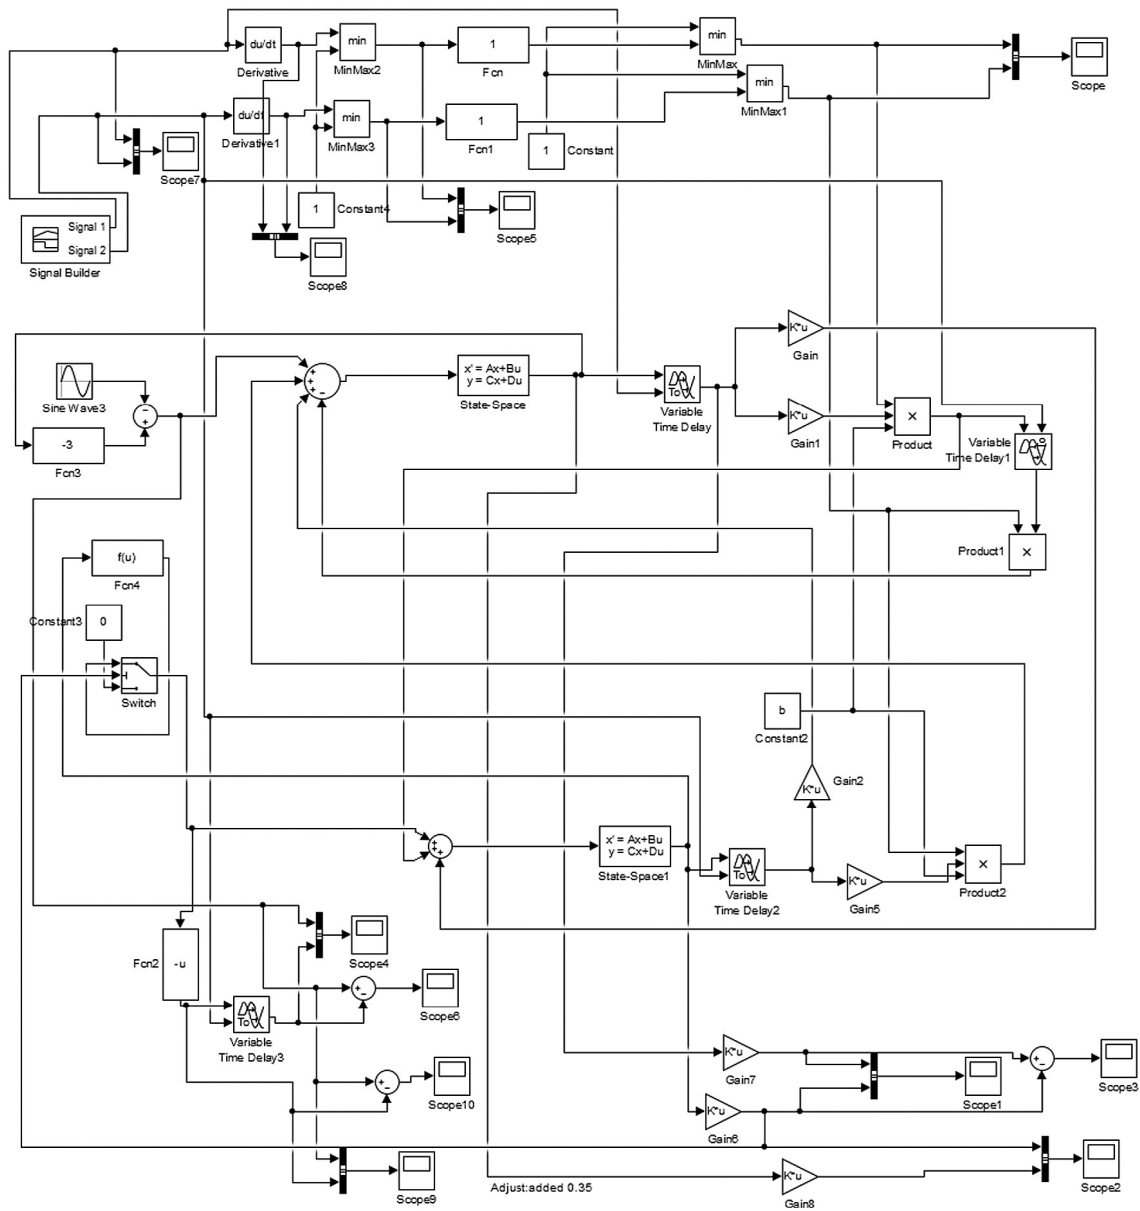 du/dt
Derivative
min
MinMax2
1
Fcn
min
MinMax
Scope
du/dt
Derivative1
min
MinMax3
1
Fcn1
min
MinMax1
1
Constant
Scope7
1
Constant4
Scope5
Signal 1
Signal 2
Signal Builder
Scope8
K*u
Gain
Sine Wave3
+
+
+
−
x' = Ax+Bu
y = Cx+Du
State-Space
To
Variable
Time Delay
−
+
-3
Fcn3
K*u
Gain1
×
Product
Variable
Time Delay1
f(u)
Fcn4
Product1
×
Constant3
0
Switch
b
Constant2
K*u
Gain2
+
+
+
x' = Ax+Bu
y = Cx+Du
State-Space1
To
Variable
Time Delay2
K*u
Gain5
×
Product2
Fcn2
-u
Scope4
+
−
Scope6
To
Variable
Time Delay3
+
−
Scope10
K*u
Gain7
Scope1
+
−
Scope3
K*u
Gain6
Scope9
Adjust:added 0.35
K*u
Gain8
Scope2